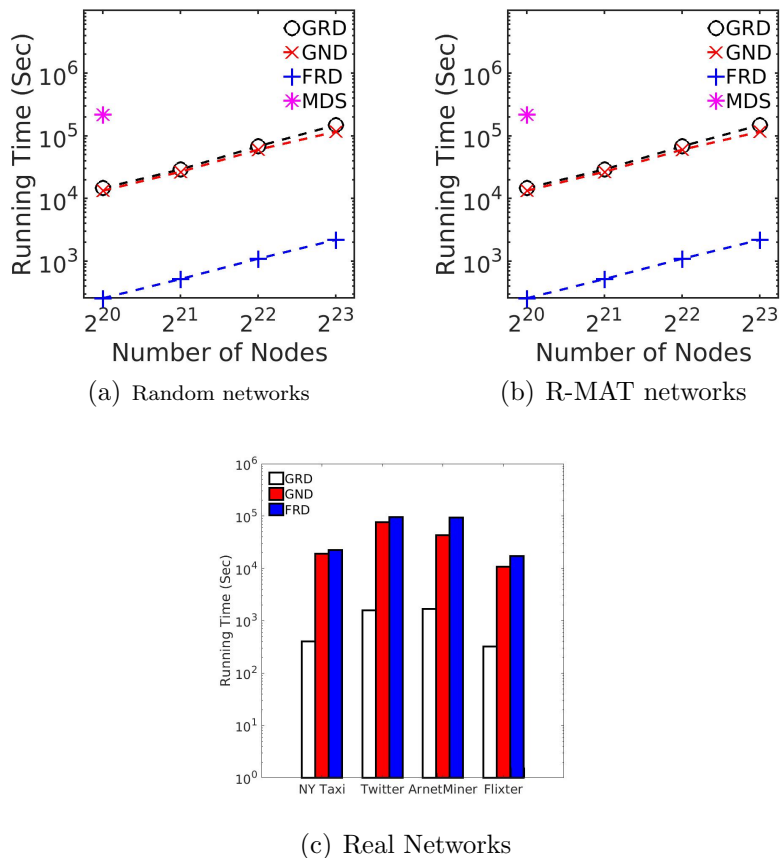 GRD
GND
FRD
MDS
10^6
10^5
10^4
10^3
Running Time (Sec)
2^20 2^21 2^22 2^23
Number of Nodes
(a) Random networks
GRD
GND
FRD
MDS
10^6
10^5
10^4
10^3
Running Time (Sec)
2^20 2^21 2^22 2^23
Number of Nodes
(b) R-MAT networks
GRD
GND
FRD
10^6
10^5
10^4
10^3
10^2
10^1
10^0
Running Time (Sec)
NY Taxi Twitter ArnetMiner Flixter
(c) Real Networks